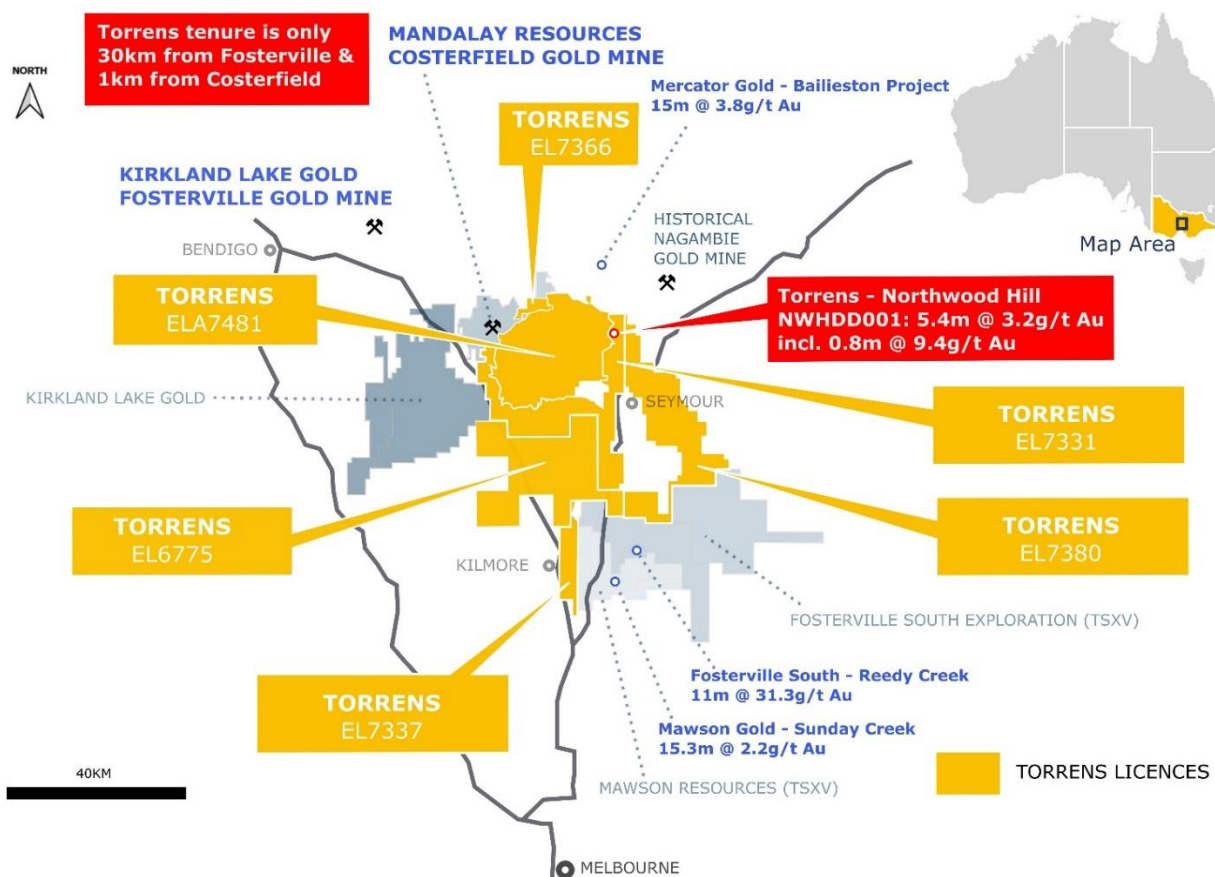 Torrens tenure is only
30km from Fosterville &
1km from Costerfield
NORTH
MANDALAY RESOURCES
COSTERFIELD GOLD MINE
Mercator Gold - Bailieston Project
15m @ 3.8g/t Au
TORRENS
EL7366
KIRKLAND LAKE GOLD
FOSTERVILLE GOLD MINE
BENDIGO
HISTORICAL
NAGAMBIE
GOLD MINE
Map Area
TORRENS
ELA7481
Torrens - Northwood Hill
NWHDD001: 5.4m @ 3.2g/t Au
incl. 0.8m @ 9.4g/t Au
KIRKLAND LAKE GOLD
SEYMOUR
TORRENS
EL7331
TORRENS
EL6775
TORRENS
EL7380
KILMORE
FOSTERVILLE SOUTH EXPLORATION (TSXV)
TORRENS
EL7337
Fosterville South - Reedy Creek
11m @ 31.3g/t Au
Mawson Gold - Sunday Creek
15.3m @ 2.2g/t Au
40KM
MAWSON RESOURCES (TSXV)
TORRENS LICENCES
MELBOURNE